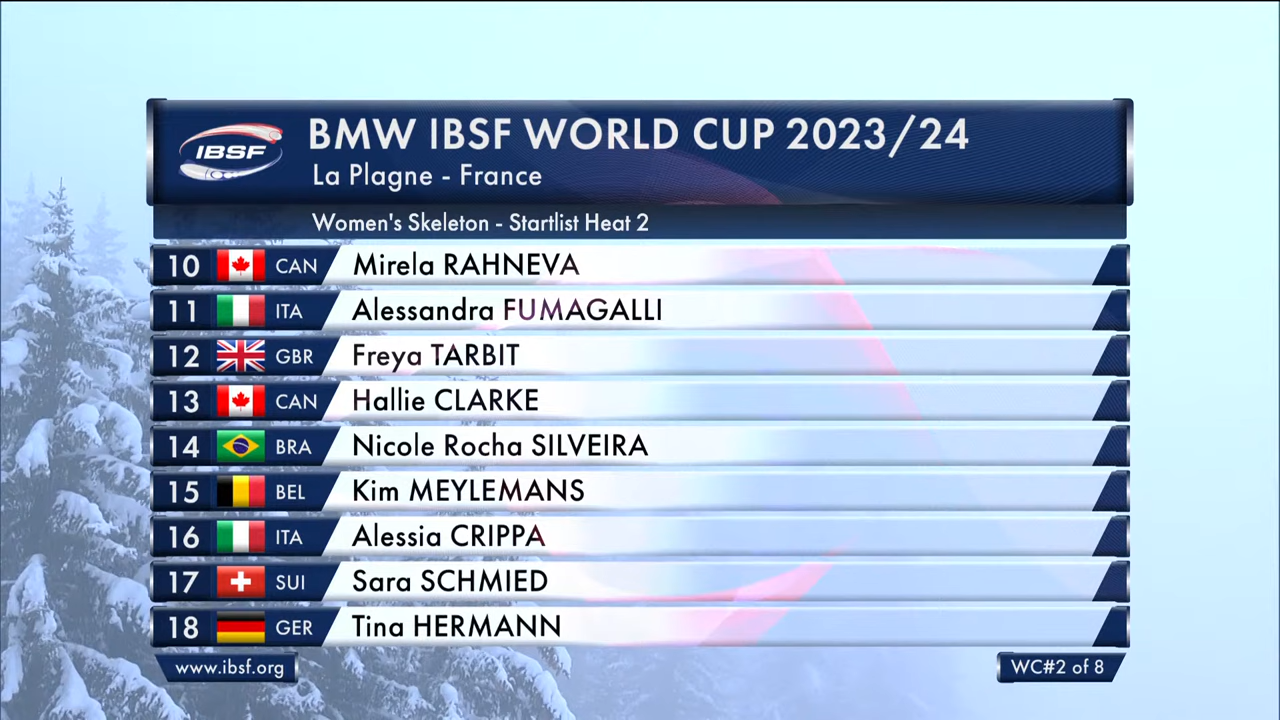 IBSF
BMW IBSF WORLD CUP 2023/24
La Plagne - France
Women's Skeleton - Startlist Heat 2
10 CAN Mirela RAHNEVA
11 ITA Alessandra FUMAGALLI
12 GBR Freya TARBIT
13 CAN Hallie CLARKE
14 BRA Nicole Rocha SILVEIRA
15 BEL Kim MEYLEMANS
16 ITA Alessia CRIPPA
17 SUI Sara SCHMIED
18 GER Tina HERMANN
www.ibsf.org WC#2 of 8